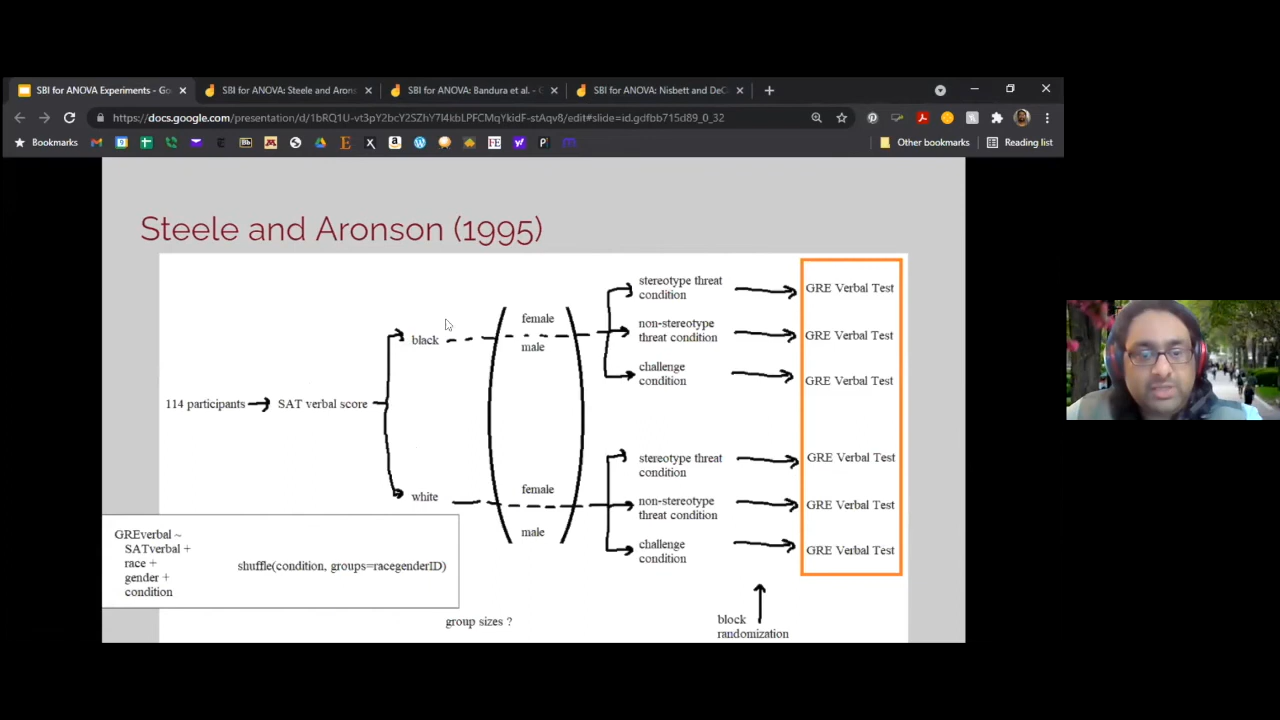 SBI for ANOVA Experiments - Go
SBI for ANOVA: Steele and Aron
SBI for ANOVA: Bandura et al. - G
SBI for ANOVA: Nisbett and DeC
https://docs.google.com/presentation/d/1bRQ1U-vt3pY2bcY2SZhY7l4kbLPFCMqYkidF-stAqv8/edit#slide=id.gdfbb715d89_0_32
Bookmarks
Other bookmarks
Reading list
Steele and Aronson (1995)
114 participants
SAT verbal score
black
female
male
stereotype threat
condition
GRE Verbal Test
non-stereotype
threat condition
GRE Verbal Test
challenge
condition
GRE Verbal Test
white
female
male
stereotype threat
condition
GRE Verbal Test
non-stereotype
threat condition
GRE Verbal Test
challenge
condition
GRE Verbal Test
GREverbal ~
SATverbal +
race +
gender +
condition
shuffle(condition, groups=racegenderID)
group sizes ?
block
randomization